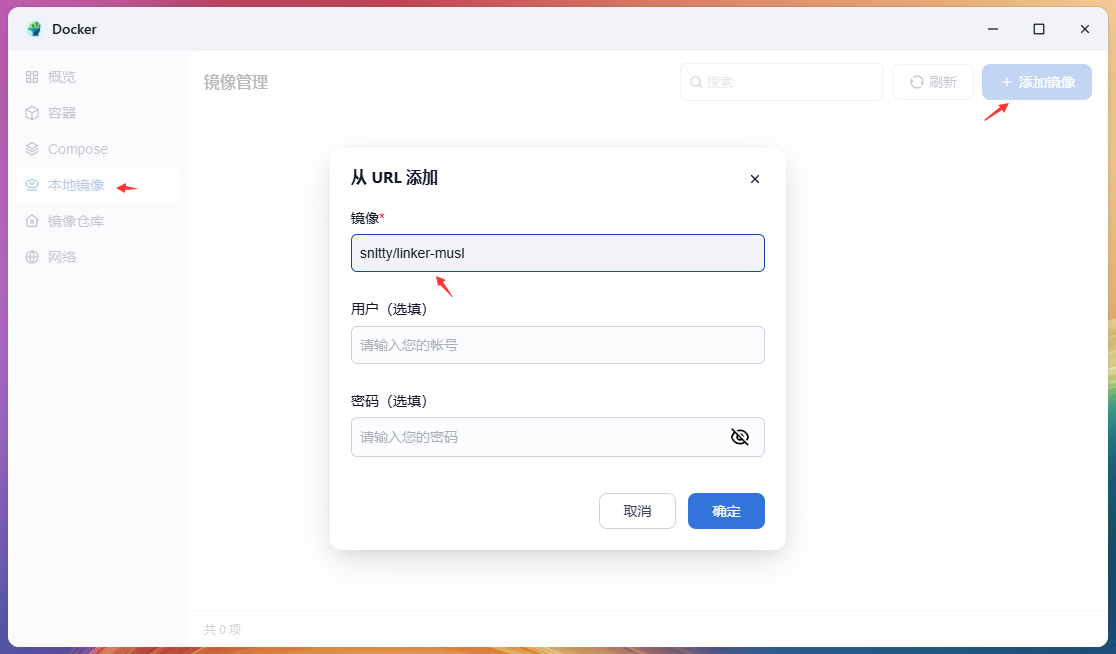 Docker
概览
容器
Compose
本地镜像
镜像仓库
网络
镜像管理
搜索
刷新
添加镜像
从 URL 添加
镜像*
snltty/linker-musl
用户（选填）
请输入您的帐号
密码（选填）
请输入您的密码
取消
确定
共 0 项